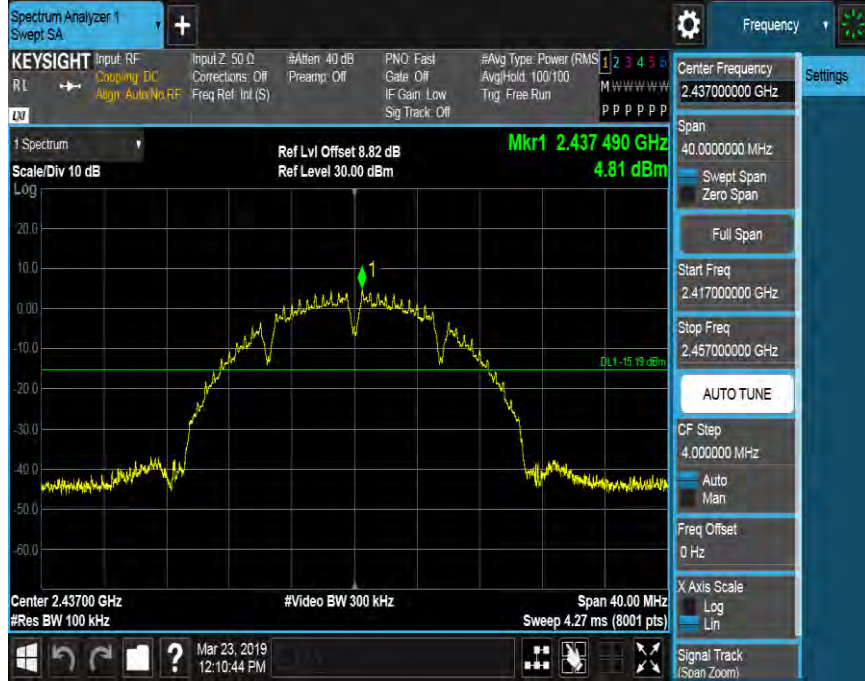 Spectrum Analyzer 1
Swept SA
+
Frequency
KEYSIGHT
Input: RF
Coupling: DC
Align: Auto/No RF
RL
LXI
Input Z: 50 Ω
Corrections: Off
Freq Ref: Int (S)
#Atten: 40 dB
Preamp: Off
PNO: Fast
Gate: Off
IF Gain: Low
Sig Track: Off
#Avg Type: Power (RMS
Avg|Hold: 100/100
Trig: Free Run
1 2 3 4 5 6
M W W W W W
P P P P P P
Center Frequency
2.437000000 GHz
Settings
Span
40.0000000 MHz
Swept Span
Zero Span
Full Span
Start Freq
2.417000000 GHz
Stop Freq
2.457000000 GHz
AUTO TUNE
CF Step
4.000000 MHz
Auto
Man
Freq Offset
0 Hz
X Axis Scale
Log
Lin
Signal Track
(Span Zoom)
1 Spectrum
Scale/Div 10 dB
Log
Ref Lvl Offset 8.82 dB
Ref Level 30.00 dBm
Mkr1 2.437 490 GHz
4.81 dBm
20.0
10.0
0.00
-10.0
-20.0
-30.0
-40.0
-50.0
-60.0
1
DL1 -15.19 dBm
Center 2.43700 GHz
#Res BW 100 kHz
#Video BW 300 kHz
Span 40.00 MHz
Sweep 4.27 ms (8001 pts)
?
Mar 23, 2019
12:10:44 PM